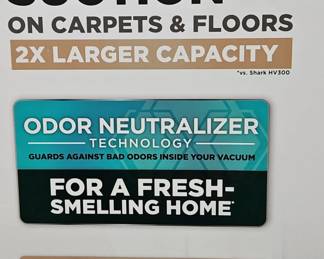 SUCTION
ON CARPETS & FLOORS
2X LARGER CAPACITY
*vs. Shark HV300
ODOR NEUTRALIZER
TECHNOLOGY
GUARDS AGAINST BAD ODORS INSIDE YOUR VACUUM
FOR A FRESH-
SMELLING HOME*